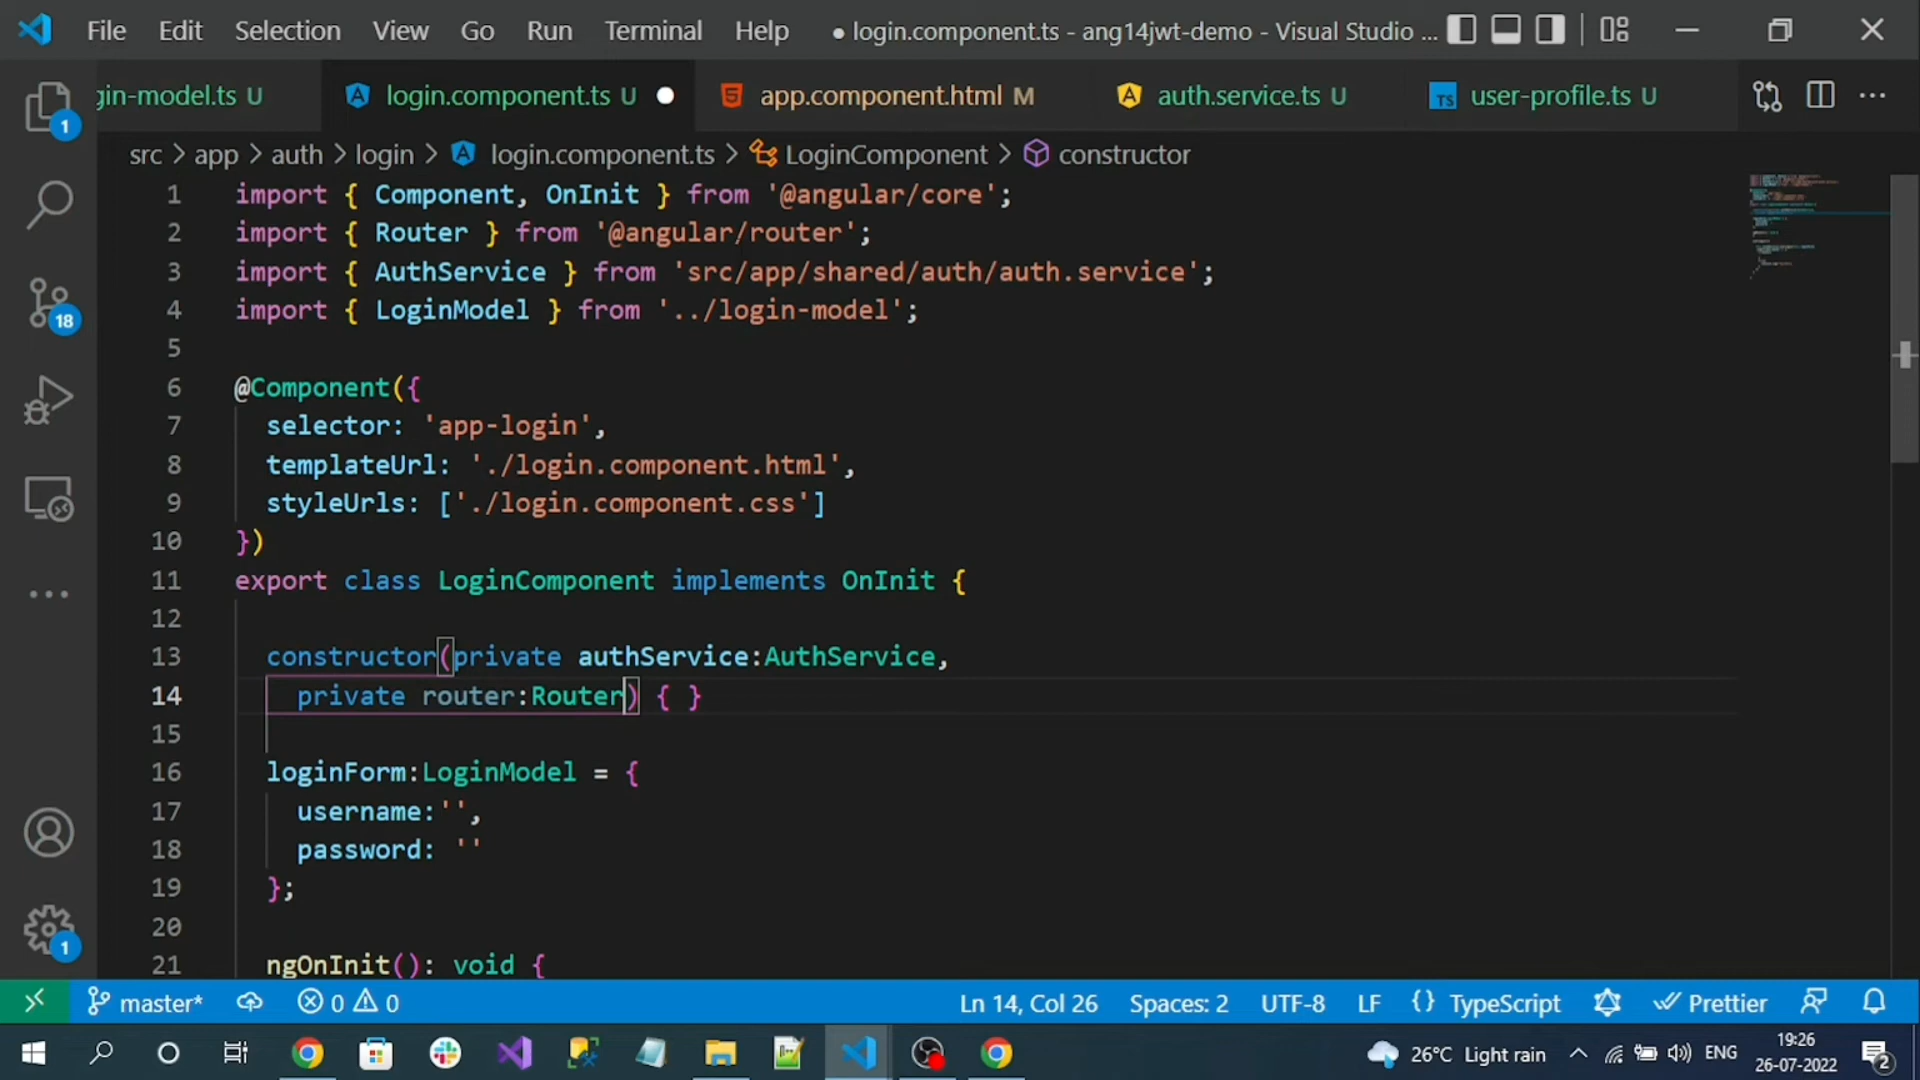 File Edit Selection View Go Run Terminal Help ● login.component.ts - ang14jwt-demo - Visual Studio ...
gin-model.ts U login.component.ts U app.component.html M auth.service.ts U TS user-profile.ts U ...
src > app > auth > login > login.component.ts > LoginComponent > constructor
1 import { Component, OnInit } from '@angular/core';
2 import { Router } from '@angular/router';
3 import { AuthService } from 'src/app/shared/auth/auth.service';
4 import { LoginModel } from '../login-model';
5
6 @Component({
7 selector: 'app-login',
8 templateUrl: './login.component.html',
9 styleUrls: ['./login.component.css']
10 })
11 export class LoginComponent implements OnInit {
12
13 constructor(private authService:AuthService,
14 private router:Router) { }
15
16 loginForm:LoginModel = {
17 username:'',
18 password: ''
19 };
20
21 ngOnInit(): void {
1
18
1
master* 0 0 Ln 14, Col 26 Spaces: 2 UTF-8 LF {} TypeScript Prettier
26°C Light rain ENG 19:26
26-07-2022 2